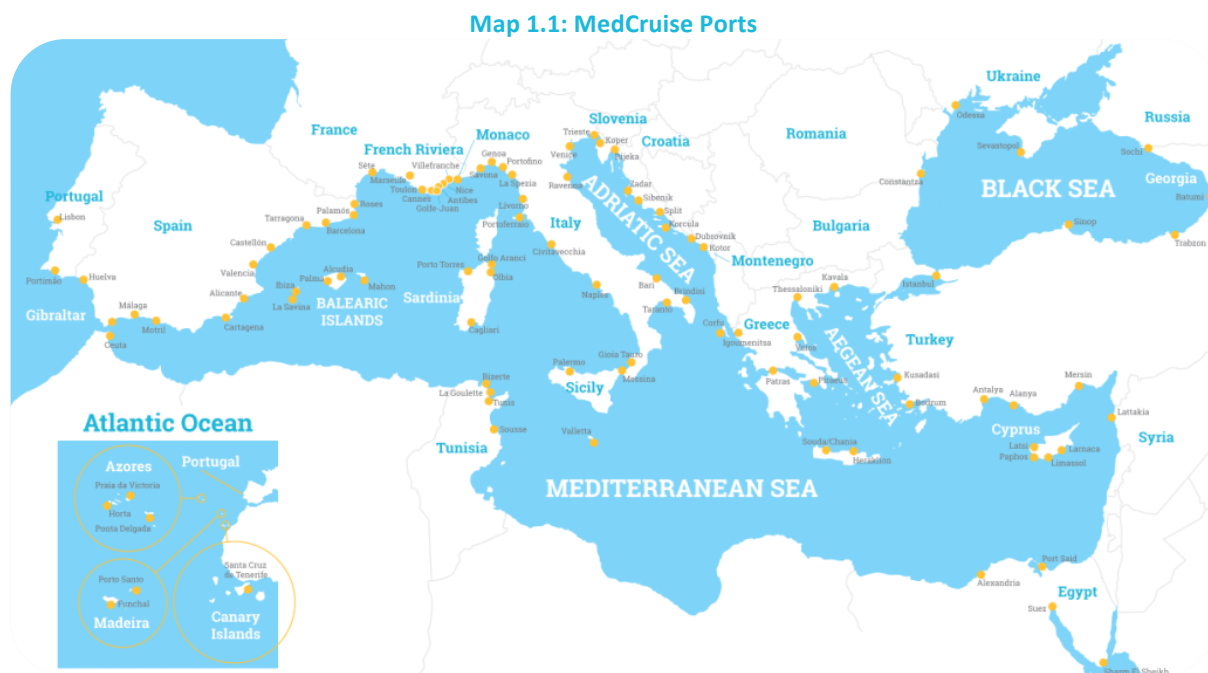 Map 1.1: MedCruise Ports
Ukraine
Odessa
Sevastopol
Russia
Sochi
Georgia
Batumi
BLACK SEA
Constantza
Sinop
Trabzon
Romania
Bulgaria
Slovenia
Trieste
Koper
Croatia
Rijeka
Venice
Ravenna
Zadar
Sibenik
Split
Korcula
Dubrovnik
Kotor
Montenegro
ADRIATIC SEA
France
French Riviera
Monaco
Villefranche
Sète
Marseule
Toulon
Cannes
Golfe-Joan
Antibes
Nice
Genoa
Savona
Portofino
La Spezia
Livorno
Portoferraio
Italy
Civitavecchia
Golfo Aranci
Olbia
Porto Torres
Sardinia
Cagliari
Naples
Bari
Brindisi
Taranto
Gioia Tauro
Messina
Palermo
Sicily
Portugal
Lisbon
Portimão
Spain
Huelva
Gibraltar
Málaga
Motril
Ceuta
Roses
Palamós
Barcelona
Tarragona
Castellón
Valencia
Alicante
Cartagena
Ibiza
La Savina
Palma
Alcudia
Mahon
BALEARIC
ISLANDS
Kavala
Thessaloniki
Istanbul
Corfu
Igoumenitsa
Greece
Volos
Patras
Piraeus
AEGEAN SEA
Turkey
Kusadasi
Bodrum
Antalya
Alanya
Mersin
Lattakia
Syria
Cyprus
Latsi
Paphos
Larnaca
Limassol
Souda/Chania
Heraklion
Bizerte
La Goulette
Tunis
Sousse
Tunisia
Valletta
MEDITERRANEAN SEA
Port Said
Alexandria
Egypt
Suez
Sharm El Sheikh
Atlantic Ocean
Azores
Portugal
Praia da Victoria
Horta
Ponta Delgada
Porto Santo
Fonchal
Madeira
Santa Cruz
de Tenerife
Canary
Islands